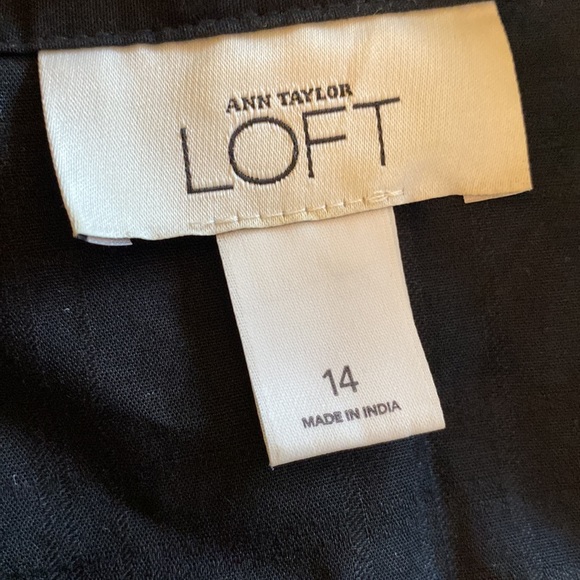 ANN TAYLOR
LOFT
14
MADE IN INDIA